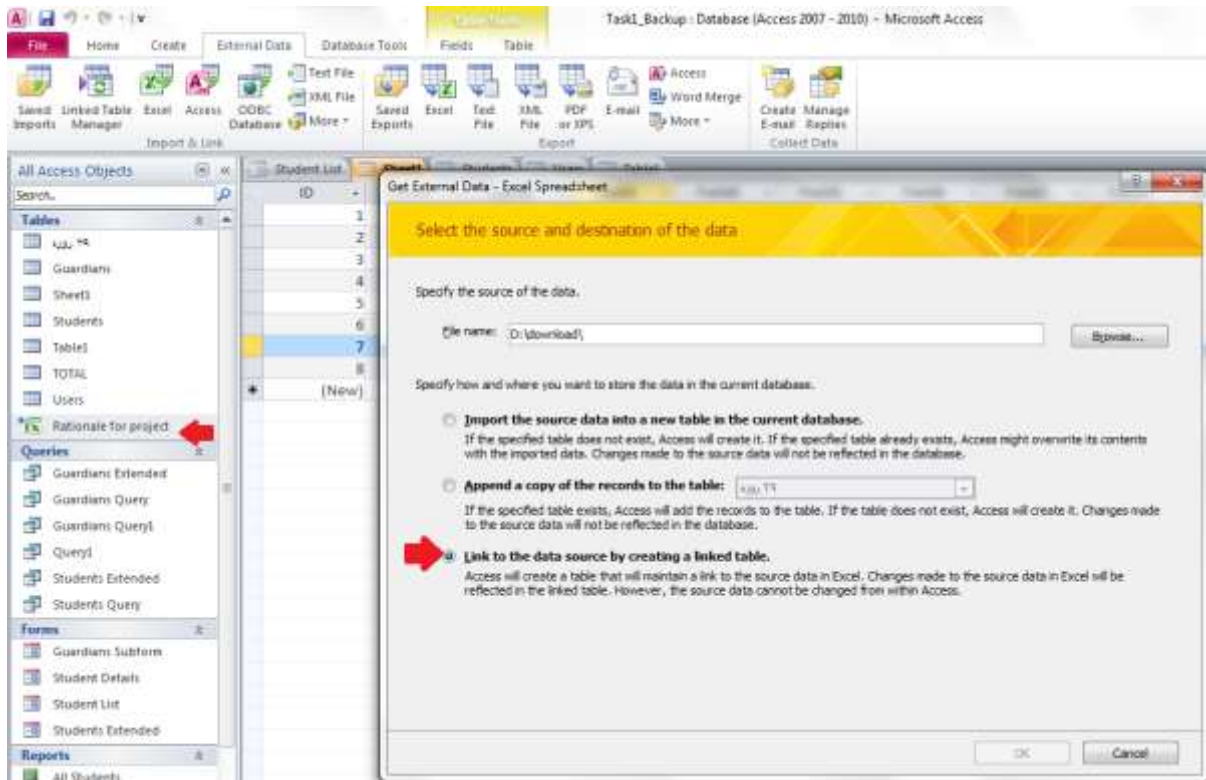 Task1_Backup : Database (Access 2007 - 2010) - Microsoft Access
File Home Create External Data Database Tools Fields Table
Saved Imports
Linked Table Manager
Excel
Access
ODBC Database
Text File
XML File
More
Import & Link
Saved Exports
Excel
Text File
XML File
PDF or XPS
E-mail
Access
Word Merge
More
Export
Create E-mail
Manage Replies
Collect Data
All Access Objects
Search..
Tables
Guardians
Sheet1
Students
Table1
TOTAL
Users
Rationale for project
Queries
Guardians Extended
Guardians Query
Guardians Query1
Query1
Students Extended
Students Query
Forms
Guardians Subform
Student Details
Student List
Students Extended
Reports
All Students
Student List Sheet1 Students Users Table1
ID
1
2
3
4
5
6
7
8
(New)
Get External Data - Excel Spreadsheet
Select the source and destination of the data
Specify the source of the data.
File name: D:\download\ Browse...
Specify how and where you want to store the data in the current database.
Import the source data into a new table in the current database.
If the specified table does not exist, Access will create it. If the specified table already exists, Access might overwrite its contents
with the imported data. Changes made to the source data will not be reflected in the database.
Append a copy of the records to the table:
If the specified table exists, Access will add the records to the table. If the table does not exist, Access will create it. Changes made
to the source data will not be reflected in the database.
Link to the data source by creating a linked table.
Access will create a table that will maintain a link to the source data in Excel. Changes made to the source data in Excel will be
reflected in the linked table. However, the source data cannot be changed from within Access.
OK Cancel